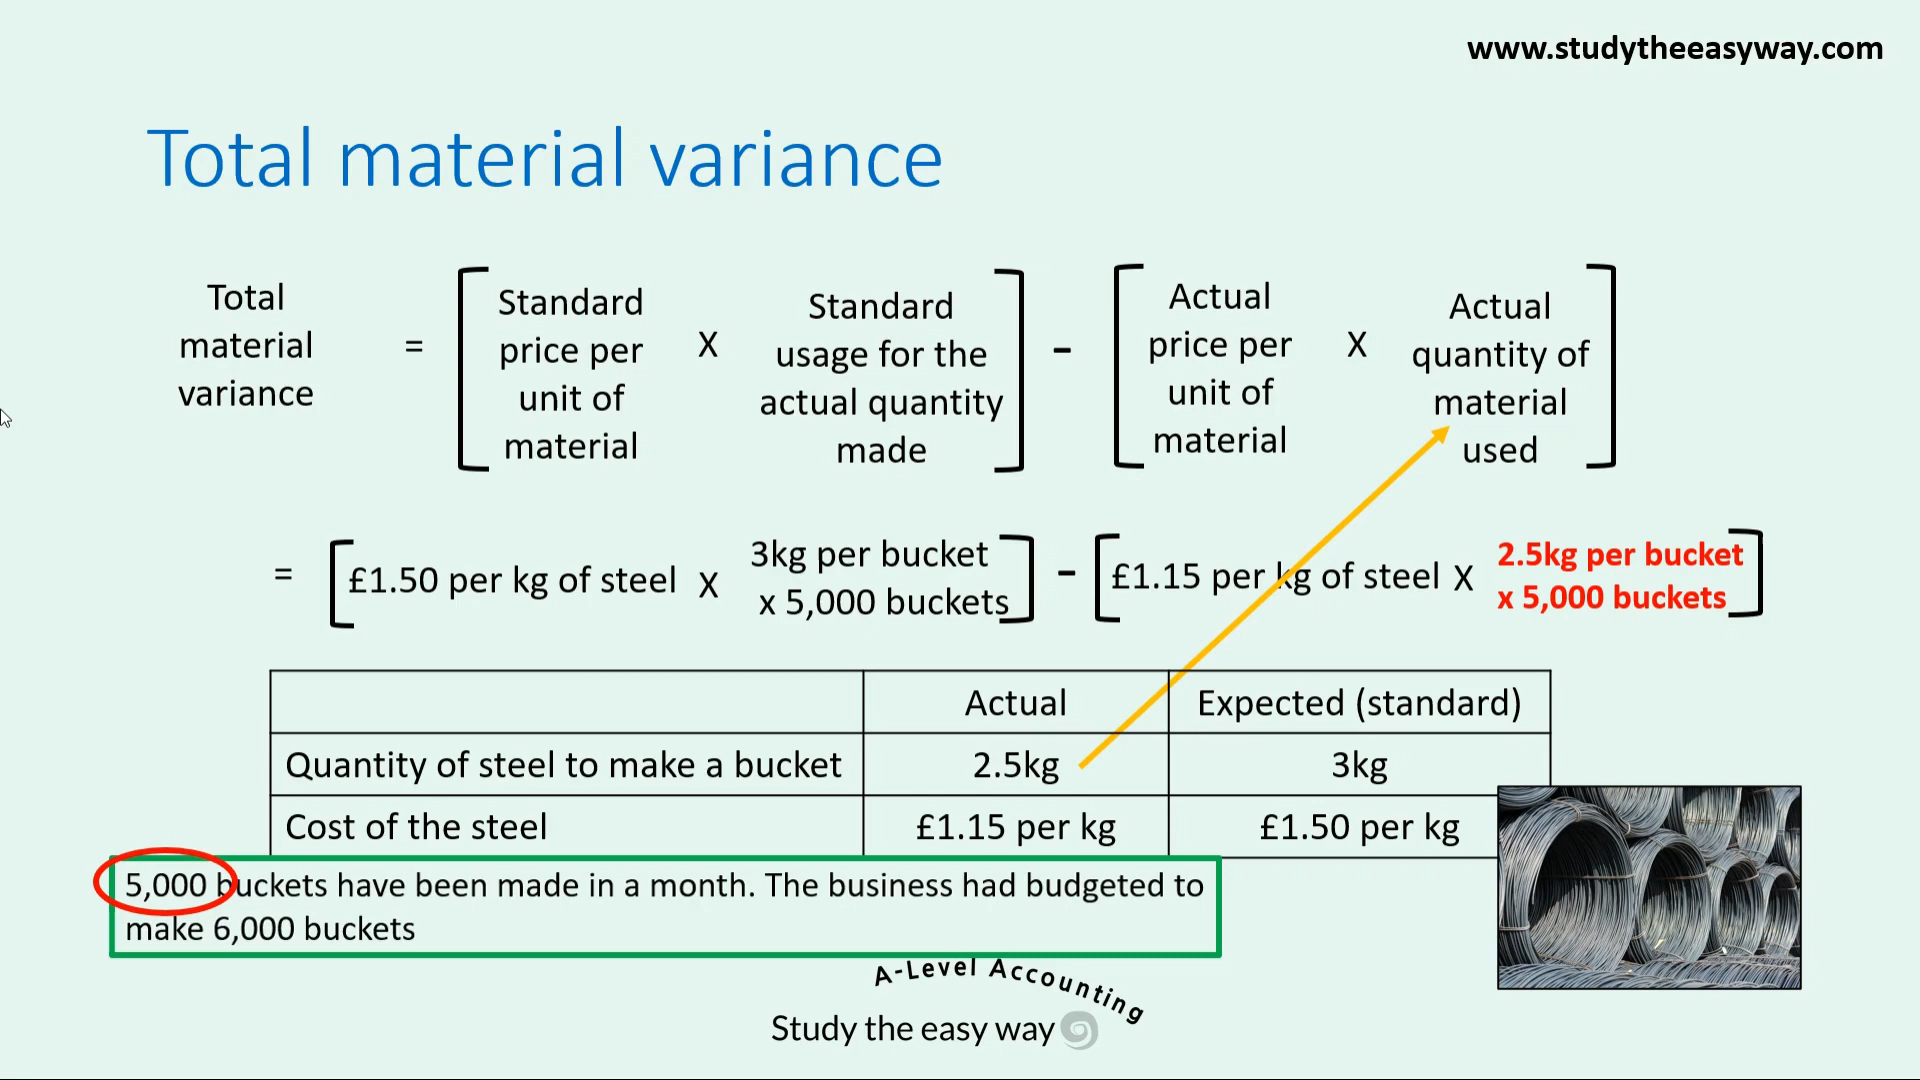 www.studytheeasyway.com
Total material variance
Total
material
variance
=
Standard
price per
unit of
material
X
Standard
usage for the
actual quantity
made
-
Actual
price per
unit of
material
X
Actual
quantity of
material
used
=
£1.50 per kg of steel
X
3kg per bucket
x 5,000 buckets
-
£1.15 per kg of steel
X
2.5kg per bucket
x 5,000 buckets
Actual Expected (standard)
Quantity of steel to make a bucket 2.5kg 3kg
Cost of the steel £1.15 per kg £1.50 per kg
5,000 buckets have been made in a month. The business had budgeted to
make 6,000 buckets
A-Level Accounting
Study the easy way